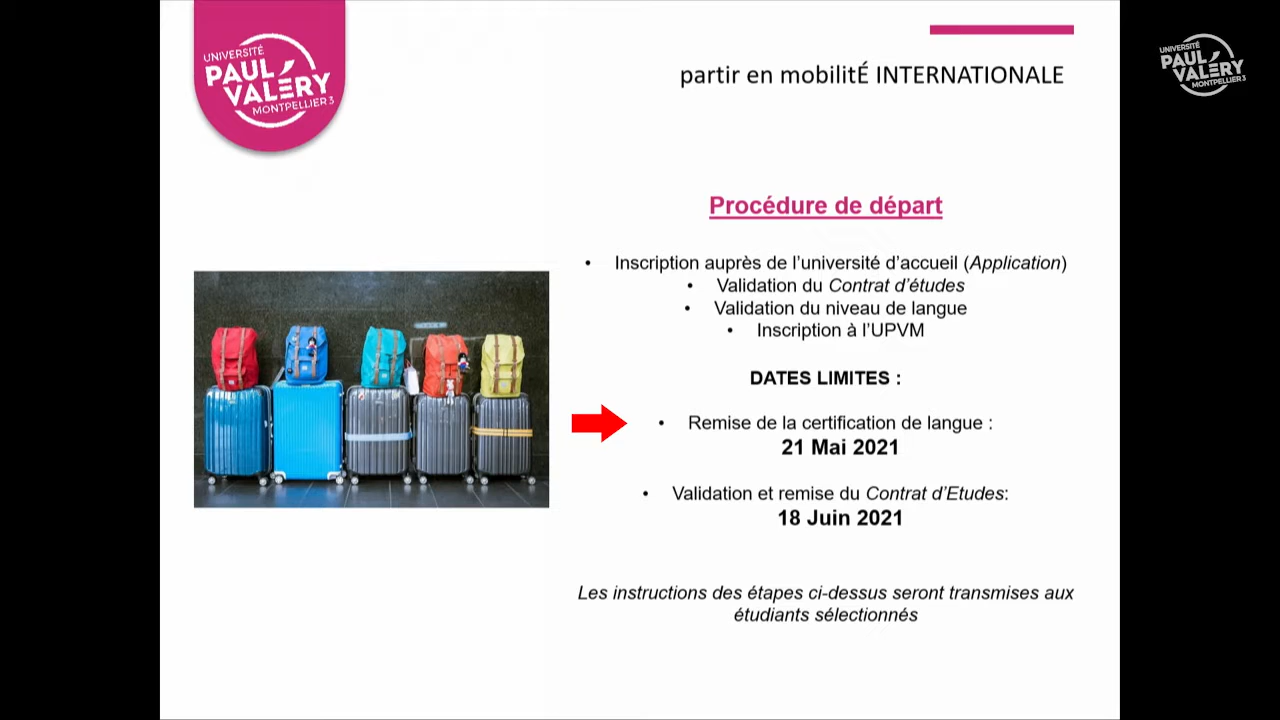 UNIVERSITÉ
PAUL
VALÉRY
MONTPELLIER 3
partir en mobilitÉ INTERNATIONALE
UNIVERSITÉ
PAUL
VALÉRY
MONTPELLIER 3
Procédure de départ
• Inscription auprès de l’université d’accueil (Application)
• Validation du Contrat d’études
• Validation du niveau de langue
• Inscription à l’UPVM
DATES LIMITES :
• Remise de la certification de langue :
21 Mai 2021
• Validation et remise du Contrat d’Etudes:
18 Juin 2021
Les instructions des étapes ci-dessus seront transmises aux
étudiants sélectionnés